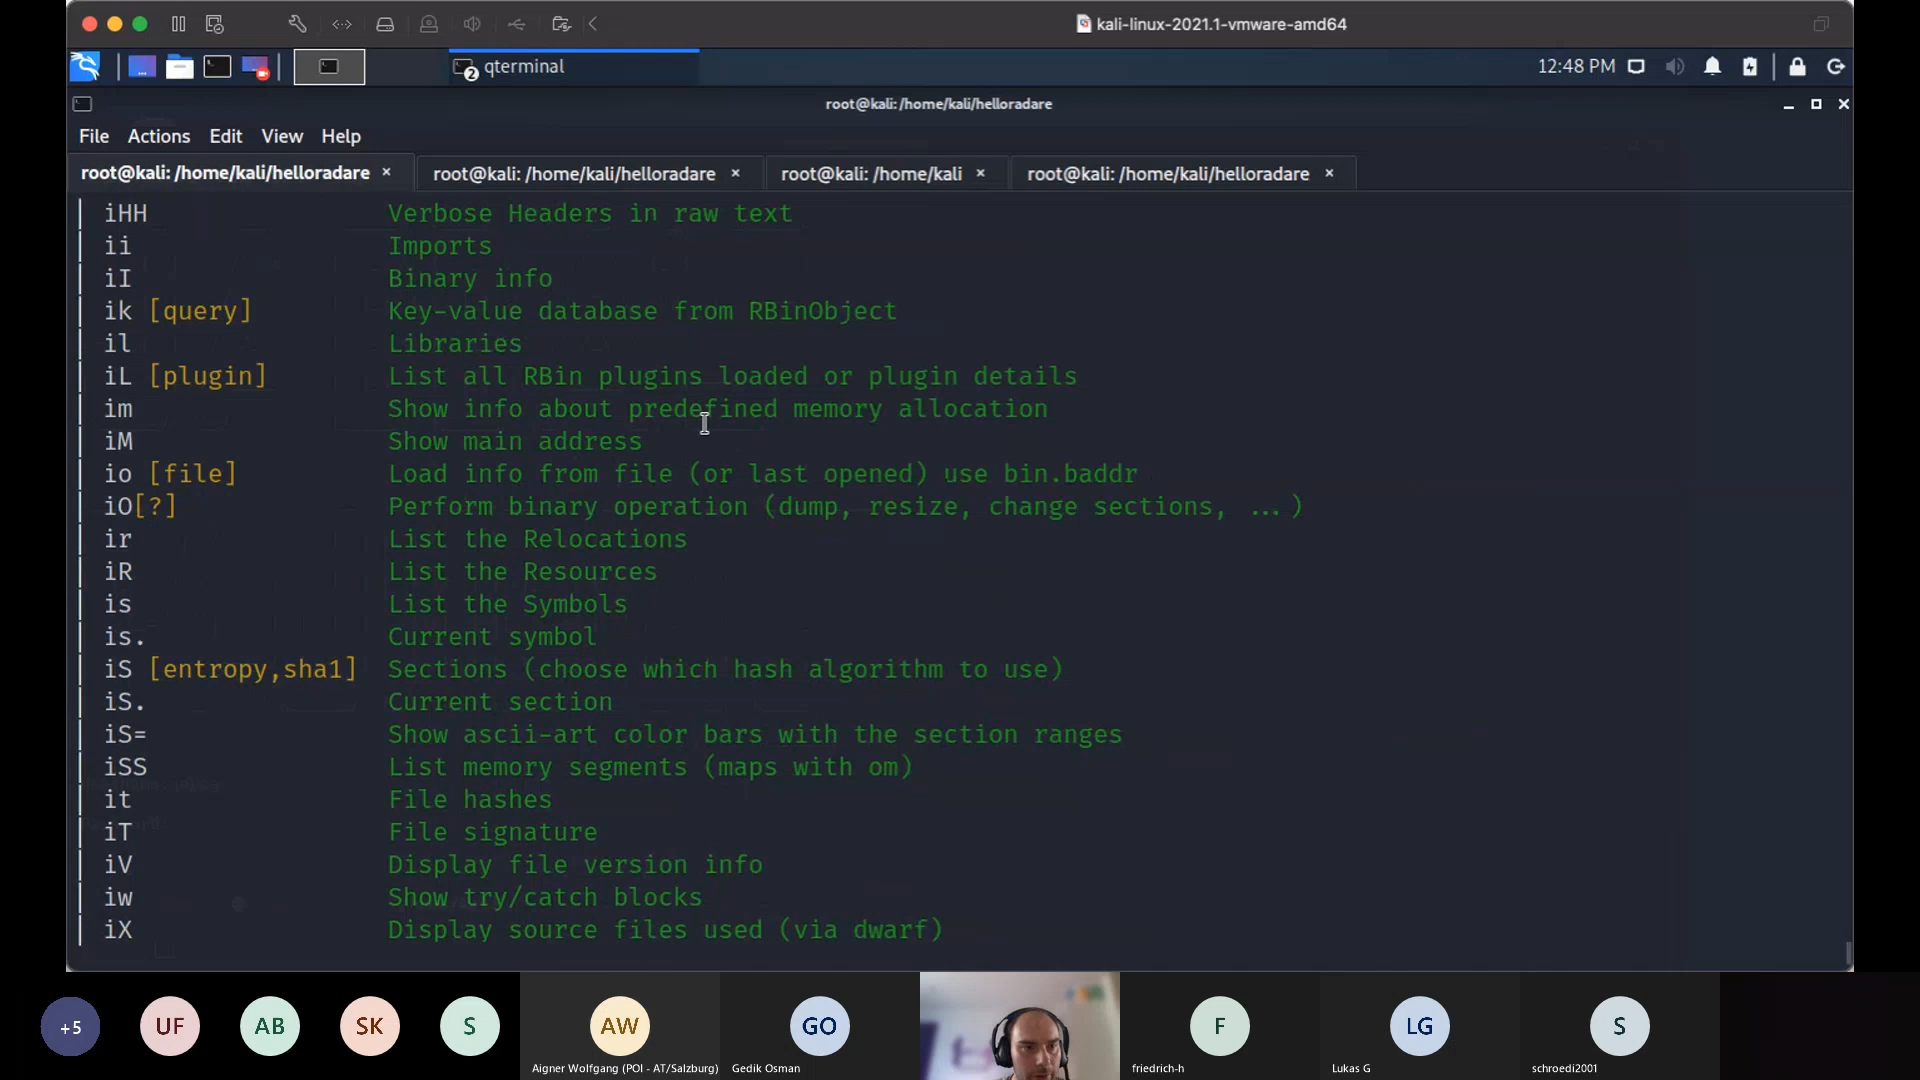 kali-linux-2021.1-vmware-amd64
2 qterminal
12:48 PM
root@kali: /home/kali/helloradare
File Actions Edit View Help
root@kali: /home/kali/helloradare × root@kali: /home/kali/helloradare × root@kali: /home/kali × root@kali: /home/kali/helloradare ×
| iHH Verbose Headers in raw text
| ii Imports
| iI Binary info
| ik [query] Key-value database from RBinObject
| il Libraries
| iL [plugin] List all RBin plugins loaded or plugin details
| im Show info about predefined memory allocation
| iM Show main address
| io [file] Load info from file (or last opened) use bin.baddr
| iO[?] Perform binary operation (dump, resize, change sections, ...)
| ir List the Relocations
| iR List the Resources
| is List the Symbols
| is. Current symbol
| iS [entropy,sha1] Sections (choose which hash algorithm to use)
| iS. Current section
| iS= Show ascii-art color bars with the section ranges
| iSS List memory segments (maps with om)
| it File hashes
| iT File signature
| iV Display file version info
| iw Show try/catch blocks
| iX Display source files used (via dwarf)
+5 UF AB SK S AW GO F LG S
Aigner Wolfgang (POI - AT/Salzburg) Gedik Osman friedrich-h Lukas G schroedi2001